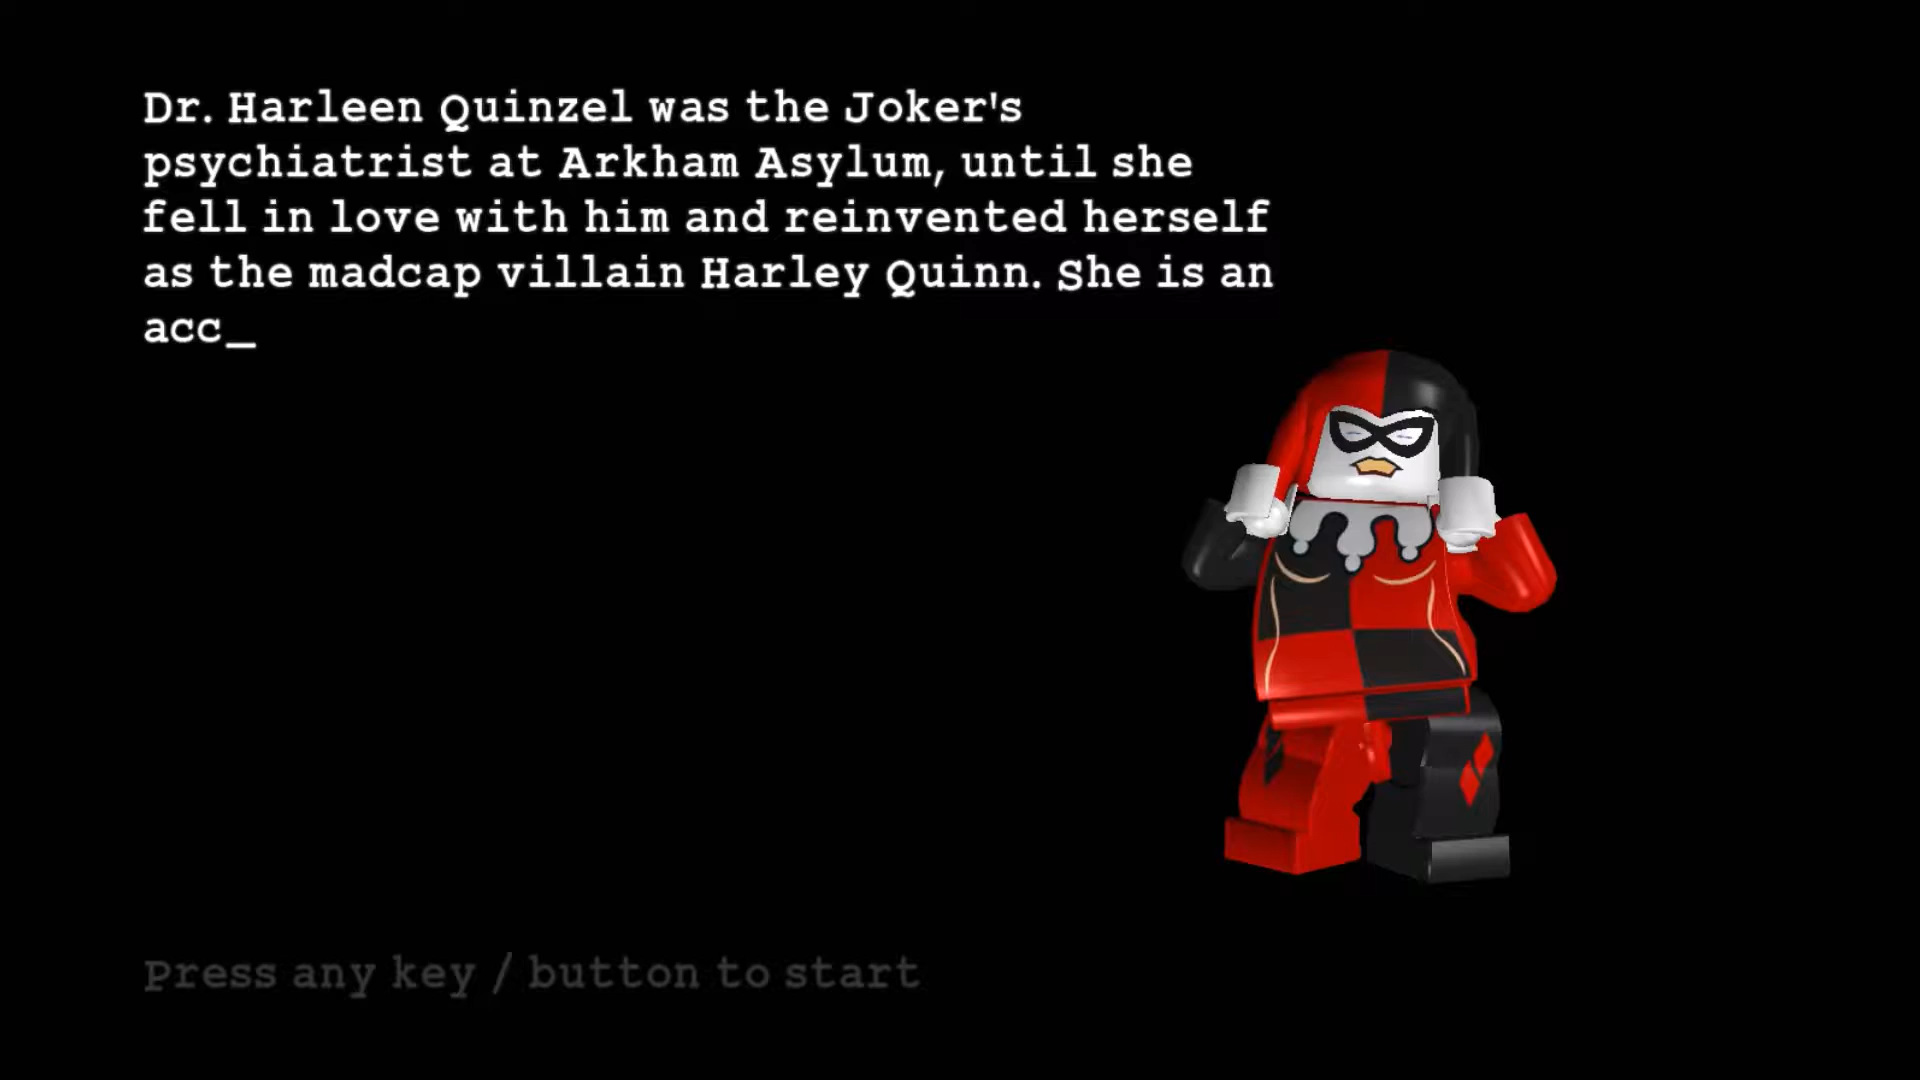 Dr. Harleen Quinzel was the Joker's
psychiatrist at Arkham Asylum, until she
fell in love with him and reinvented herself
as the madcap villain Harley Quinn. She is an
acc_
Press any key / button to start